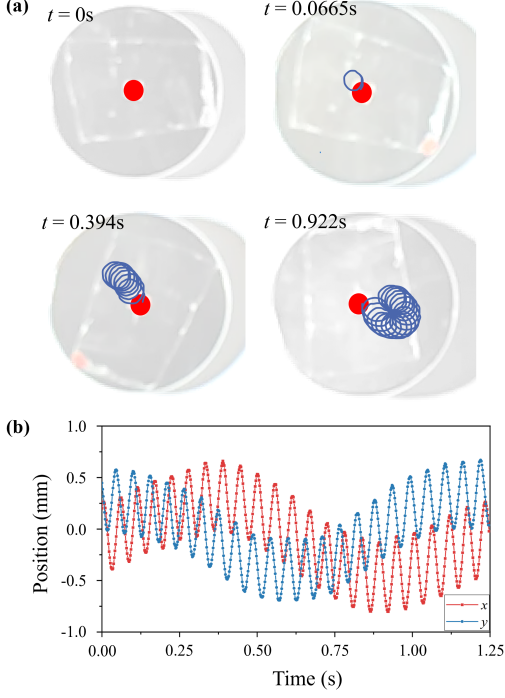 (a)
t = 0s
t = 0.0665s
t = 0.394s
t = 0.922s
(b)
1.0
0.5
0.0
-0.5
-1.0
Position (mm)
x
y
0.00 0.25 0.50 0.75 1.00 1.25
Time (s)